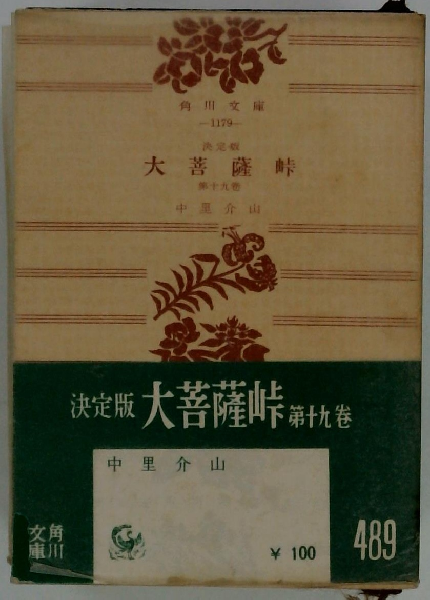 角川文庫
—1179—
決定版
大菩薩峠
第十九巻
中里介山
決定版 大菩薩峠 第十九巻
中里介山
¥ 100
角川文庫
489